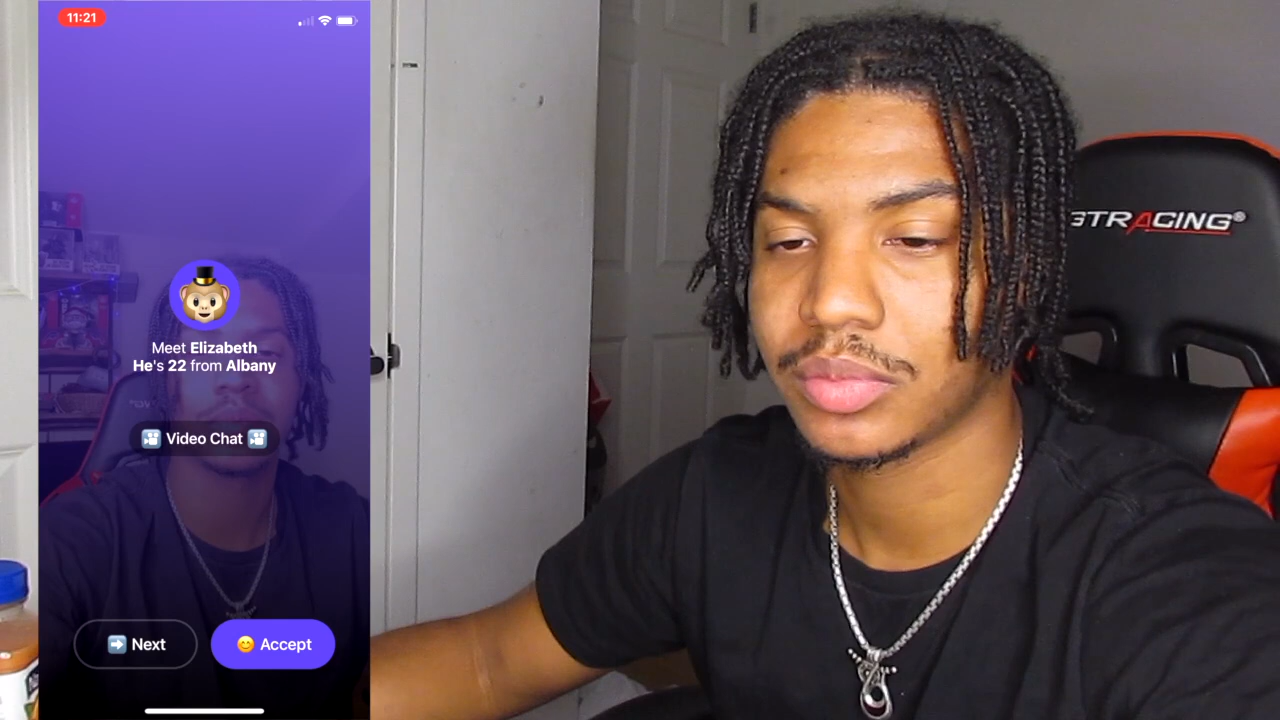 11:21
Meet Elizabeth
He's 22 from Albany
🎦 Video Chat 🎦
➡️ Next
😊 Accept
GTRACING®